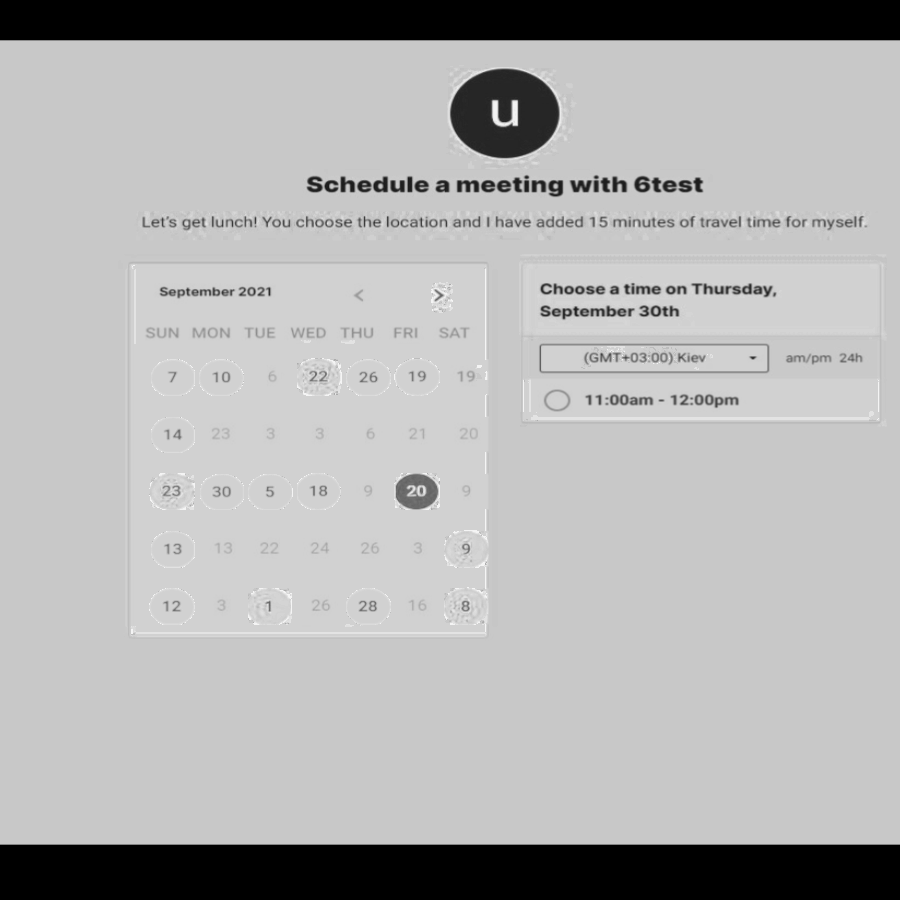 u
Schedule a meeting with 6test
Let's get lunch! You choose the location and I have added 15 minutes of travel time for myself.
September 2021 < >
SUN MON TUE WED THU FRI SAT
7 10 6 22 26 19 19
14 23 3 3 6 21 20
23 30 5 18 9 20 9
13 13 22 24 26 3 9
12 3 1 26 28 16 8
Choose a time on Thursday,
September 30th
(GMT+03:00) Kiev am/pm 24h
11:00am - 12:00pm